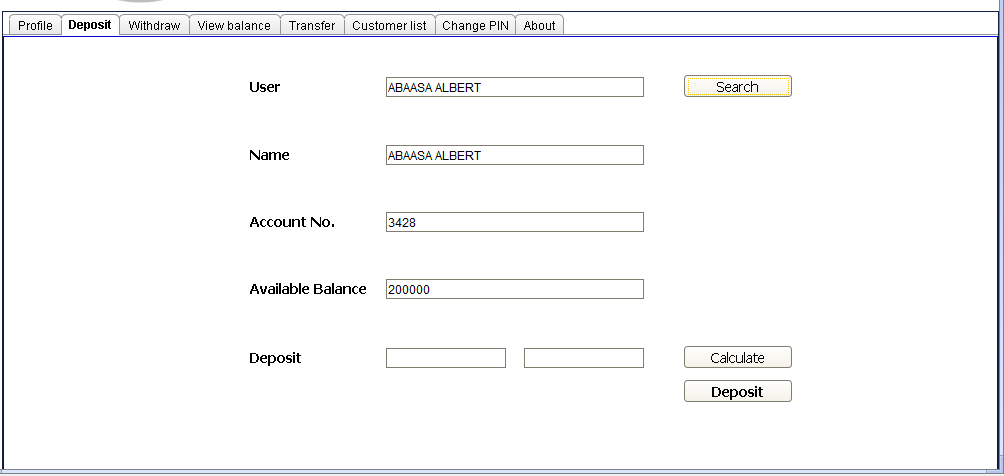 Profile Deposit Withdraw View balance Transfer Customer list Change PIN About
User ABAASA ALBERT Search
Name ABAASA ALBERT
Account No. 3428
Available Balance 200000
Deposit Calculate
Deposit